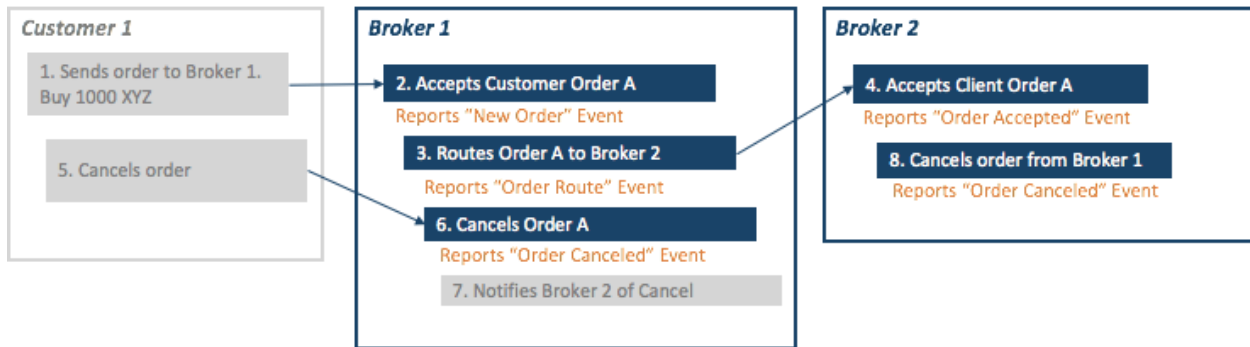 Customer 1
1. Sends order to Broker 1.
Buy 1000 XYZ
5. Cancels order
Broker 1
2. Accepts Customer Order A
Reports "New Order" Event
3. Routes Order A to Broker 2
Reports "Order Route" Event
6. Cancels Order A
Reports "Order Canceled" Event
7. Notifies Broker 2 of Cancel
Broker 2
4. Accepts Client Order A
Reports "Order Accepted" Event
8. Cancels order from Broker 1
Reports "Order Canceled" Event